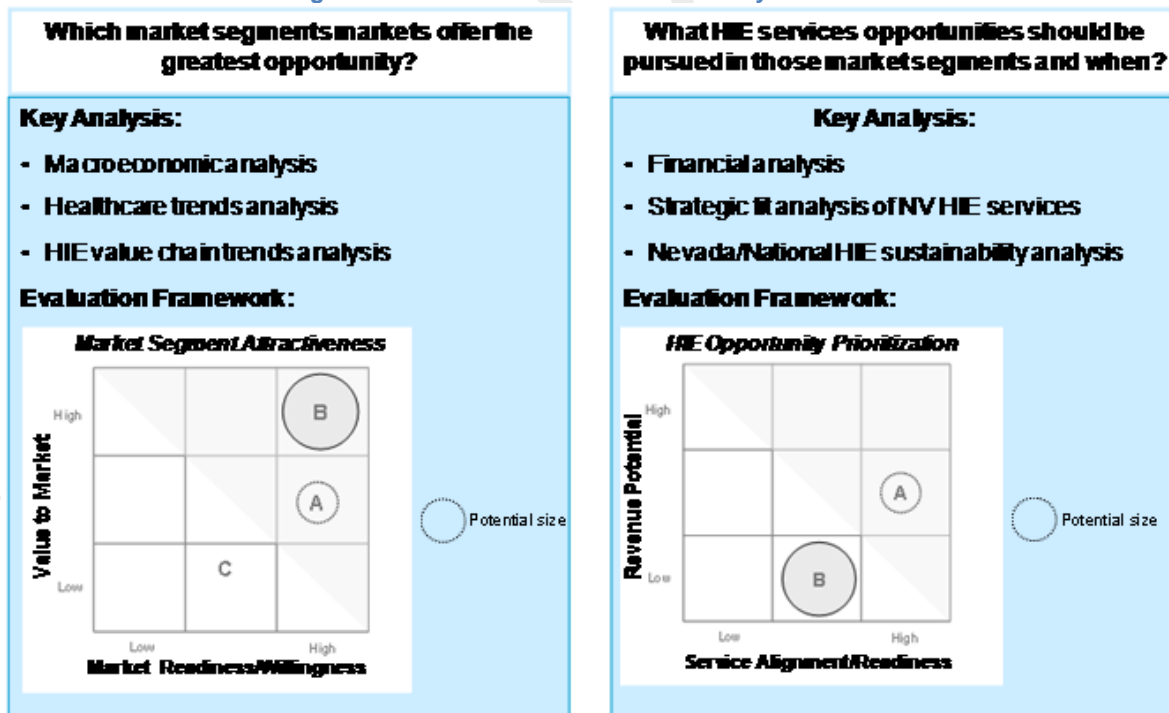 Which market segments markets offer the
greatest opportunity?
Key Analysis:
- Macroeconomic analysis
- Healthcare trends analysis
- HIE value chain trends analysis
Evaluation Framework:
Market Segment Attractiveness
High
Value to Market
Low
B
A
C
Low
High
Market Readiness/Willingness
Potential size
What HIE services opportunities should be
pursued in those market segments and when?
Key Analysis:
- Financial analysis
- Strategic fit analysis of NV HIE services
- Nevada/National HIE sustainability analysis
Evaluation Framework:
HIE Opportunity Prioritization
High
Revenue Potential
Low
A
B
Low
High
Service Alignment/Readiness
Potential size